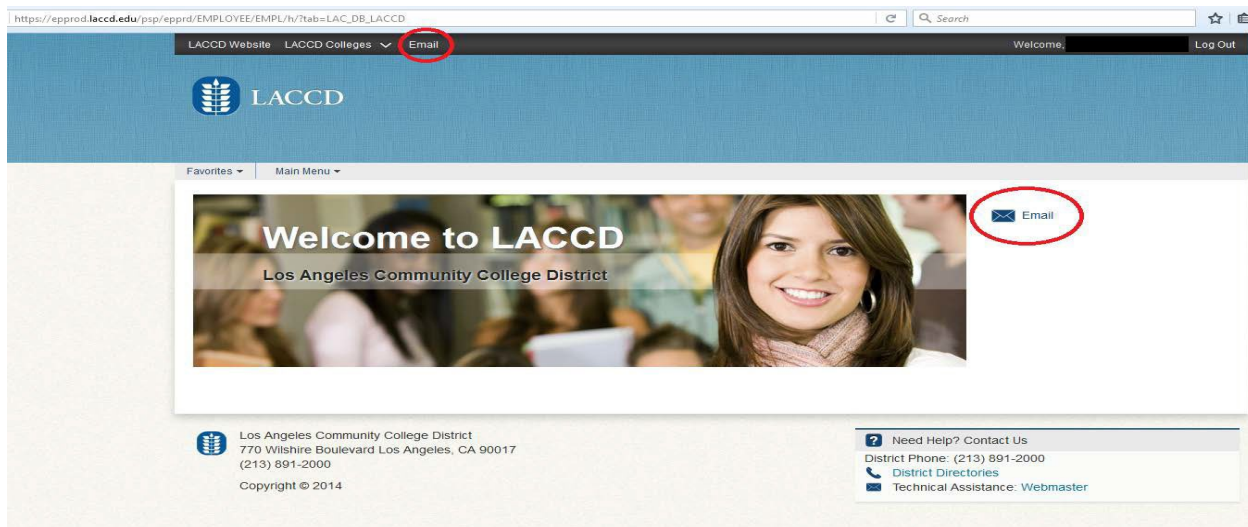 https://epprod.laccd.edu/psp/epprd/EMPLOYEE/EMPL/h/?tab=LAC_DB_LACCD
Search
LACCD Website LACCD Colleges Email Welcome, Log Out
LACCD
Favorites Main Menu
Welcome to LACCD
Los Angeles Community College District
Email
Los Angeles Community College District
770 Wilshire Boulevard Los Angeles, CA 90017
(213) 891-2000
Copyright © 2014
? Need Help? Contact Us
District Phone: (213) 891-2000
District Directories
Technical Assistance: Webmaster